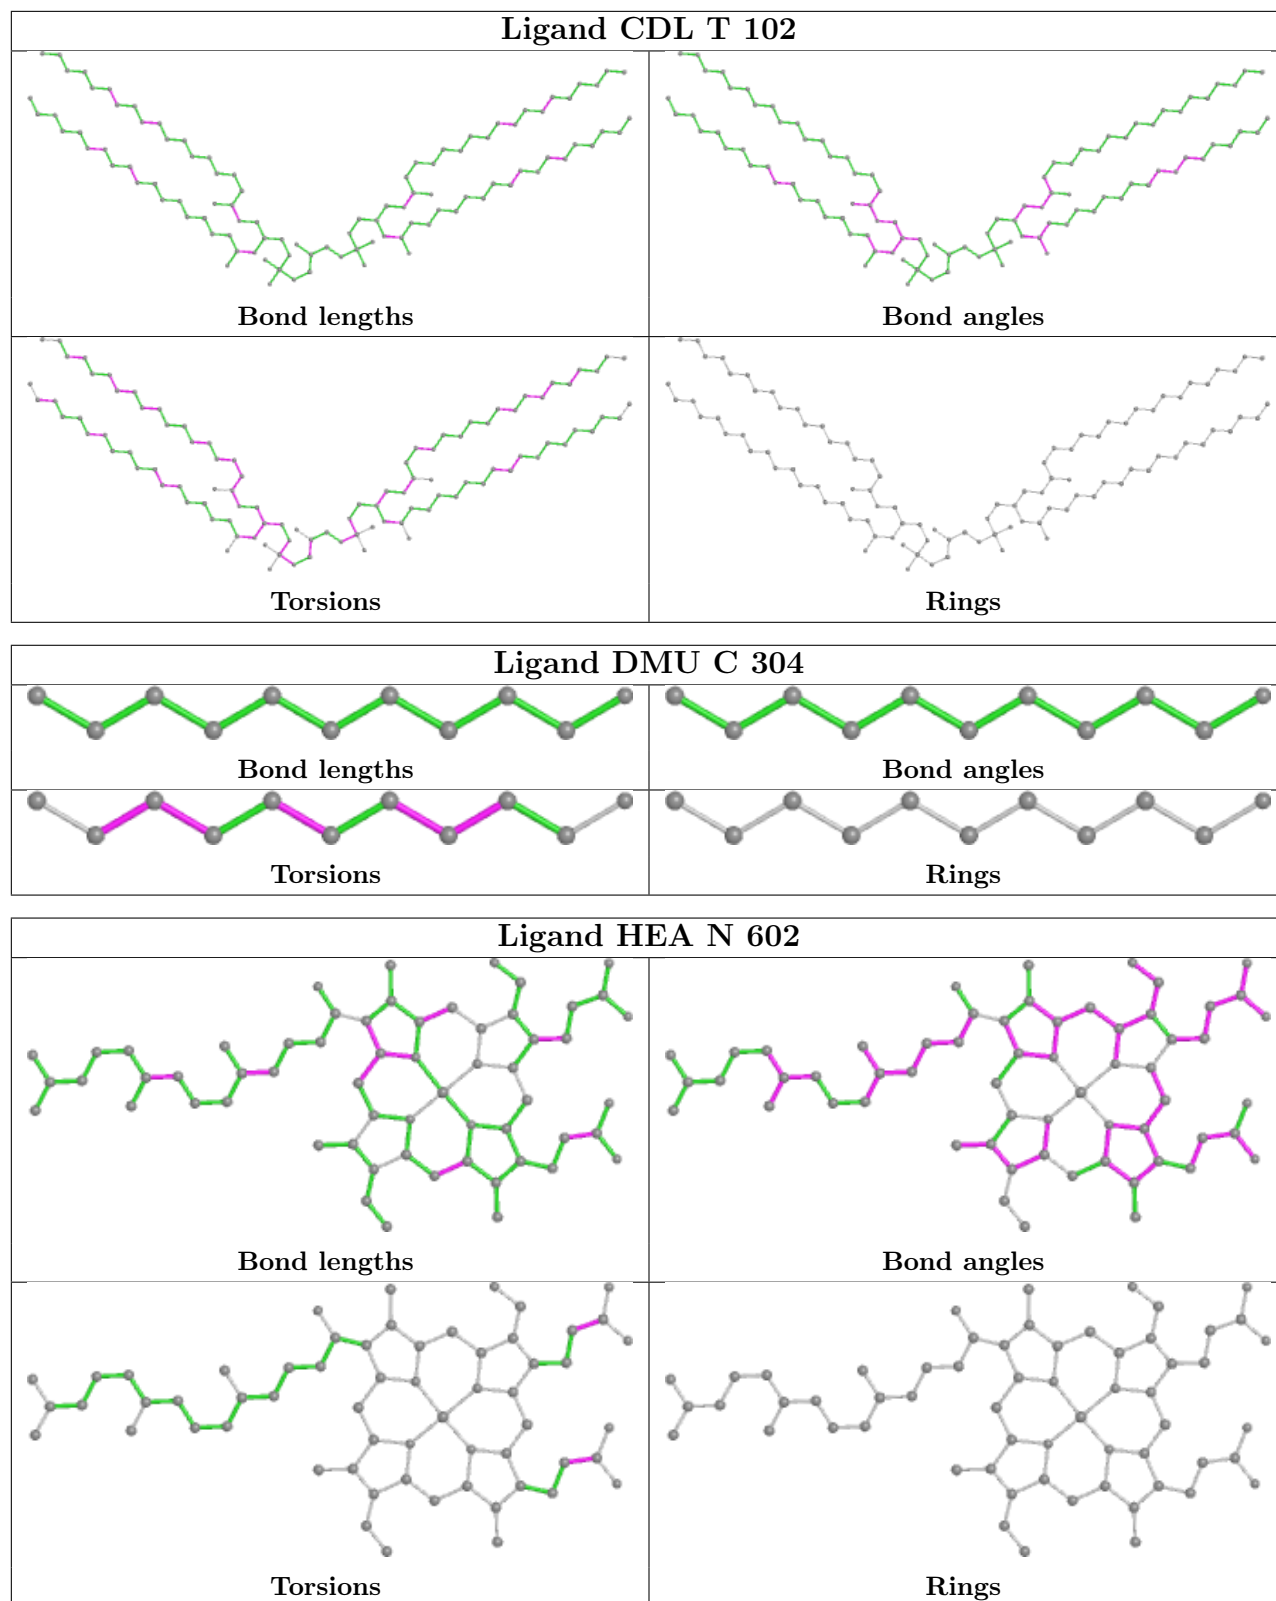 Ligand CDL T 102
Bond lengths
Bond angles
Torsions
Rings
Ligand DMU C 304
Bond lengths
Bond angles
Torsions
Rings
Ligand HEA N 602
Bond lengths
Bond angles
Torsions
Rings